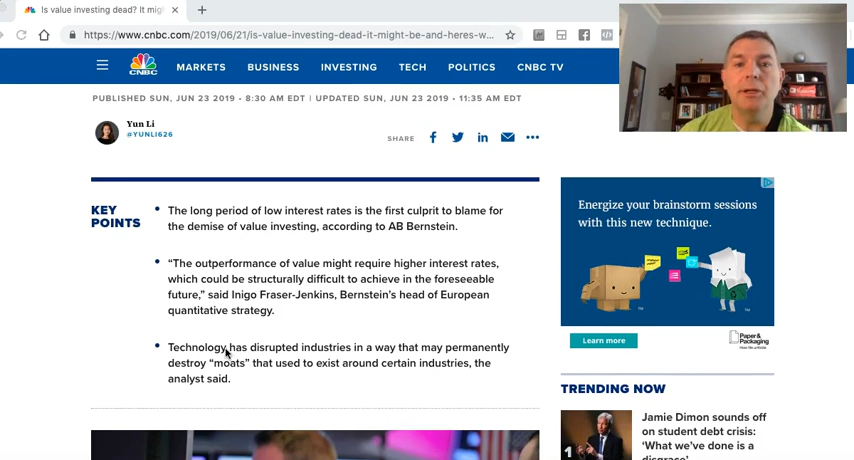 Is value investing dead? It mig
https://www.cnbc.com/2019/06/21/is-value-investing-dead-it-might-be-and-heres-w...
CNBC
MARKETS BUSINESS INVESTING TECH POLITICS CNBC TV
PUBLISHED SUN, JUN 23 2019 • 8:30 AM EDT | UPDATED SUN, JUN 23 2019 • 11:35 AM EDT
Yun Li
@YUNLI626
SHARE
KEY
POINTS
• The long period of low interest rates is the first culprit to blame for
the demise of value investing, according to AB Bernstein.
• “The outperformance of value might require higher interest rates,
which could be structurally difficult to achieve in the foreseeable
future,” said Inigo Fraser-Jenkins, Bernstein’s head of European
quantitative strategy.
• Technology has disrupted industries in a way that may permanently
destroy “moats” that used to exist around certain industries, the
analyst said.
Energize your brainstorm sessions
with this new technique.
Learn more
Paper&
Packaging
TRENDING NOW
1
Jamie Dimon sounds off
on student debt crisis:
‘What we’ve done is a
disgrace’